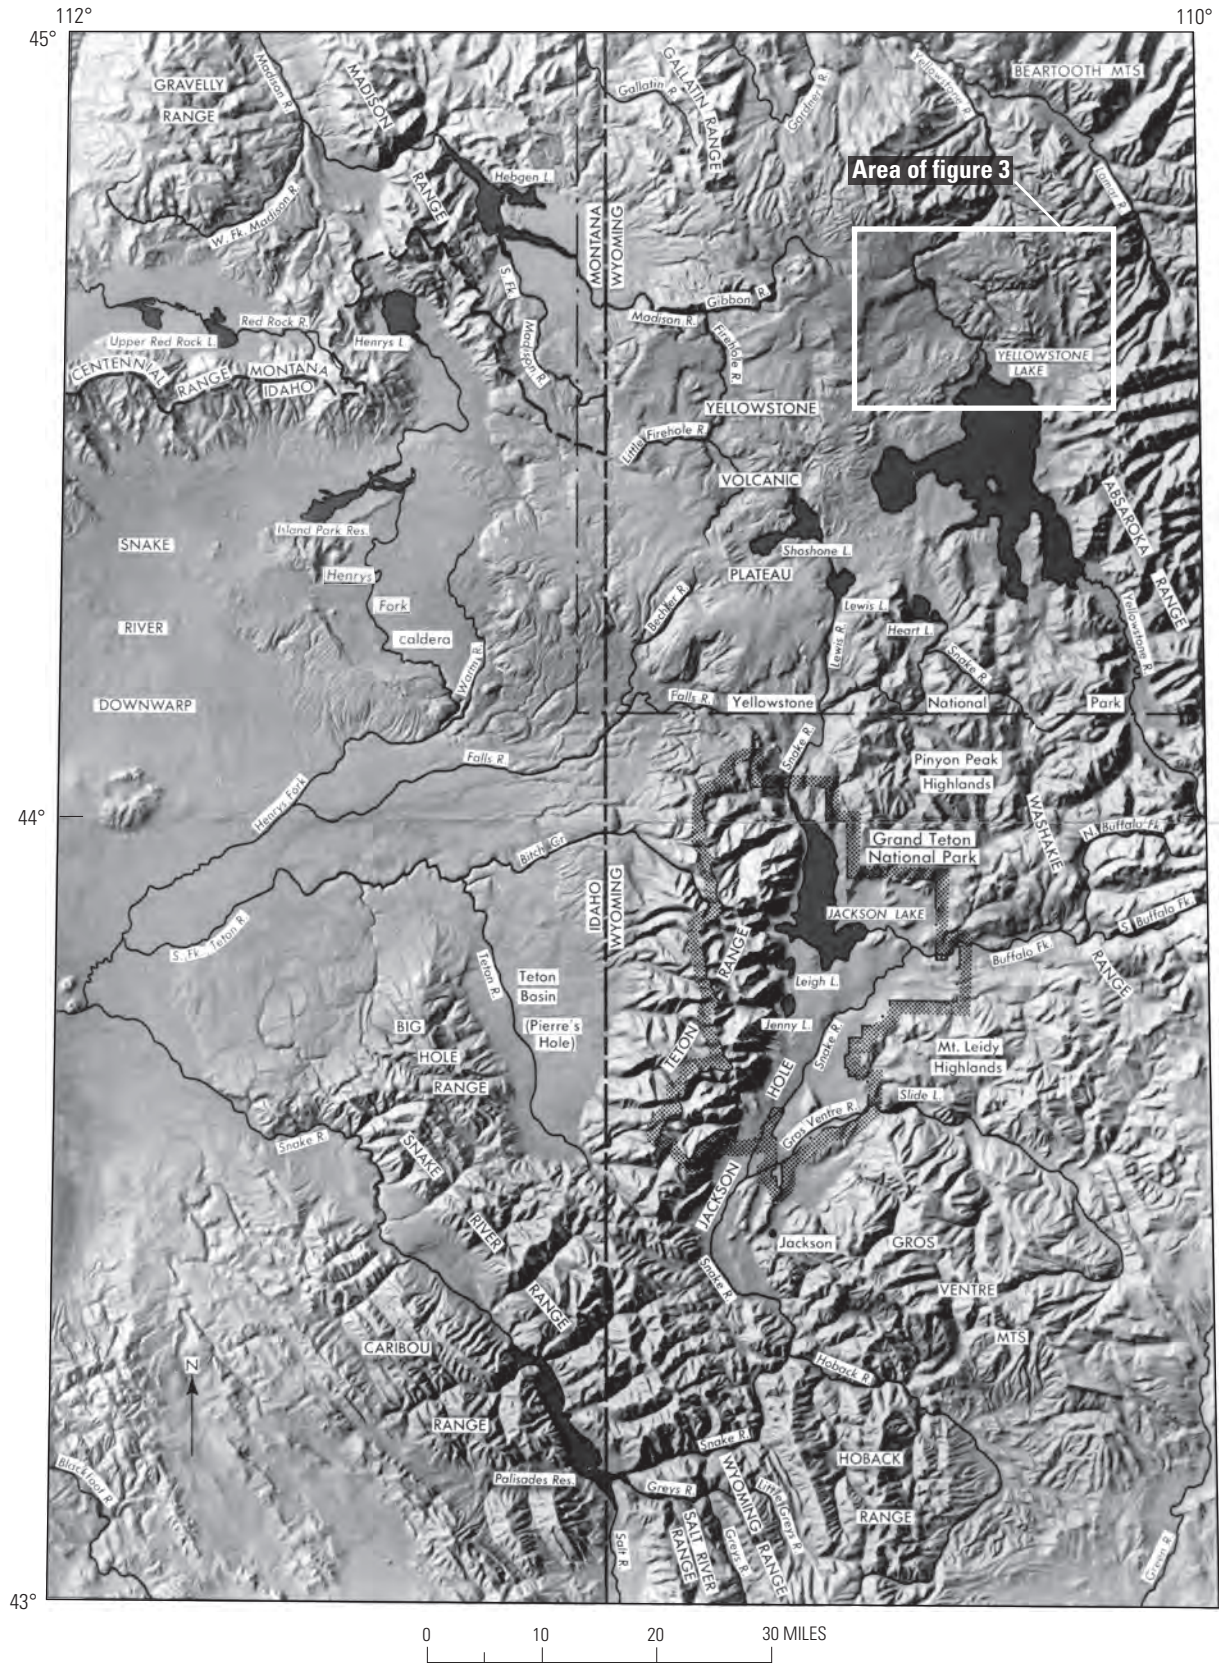 112°
110°
45°
GRAVELLY
RANGE
Madison R.
MADISON
RANGE
Gallatin R.
GALLATIN RANGE
Gardner R.
Yellowstone R.
BEARTOOTH MTS
Area of figure 3
Lamar R.
Hebgen L.
W. Fk. Madison R.
MONTANA
WYOMING
S. Fk.
Madison R.
Gibbon R.
Madison R.
Firehole R.
Red Rock R.
Upper Red Rock L.
Henrys L
CENTENNIAL
RANGE
MONTANA
IDAHO
YELLOWSTONE
LAKE
YELLOWSTONE
Little Firehole R.
VOLCANIC
ABSAROKA
RANGE
Island Park Res.
SNAKE
Shoshone L.
PLATEAU
Henrys
Fork
caldera
Bechler R.
Lewis L.
Lewis R.
Heart L.
Snake R.
Yellowstone R.
RIVER
Warm R.
Falls R.
Yellowstone
National
Park
DOWNWARP
Falls R.
Snake R.
Pinyon Peak
Highlands
Henrys Fork
44°
WASHAKIE
N. Buffalo Fk.
Grand Teton
National Park
Bitch Cr
IDAHO
WYOMING
JACKSON LAKE
S. Buffalo Fk
Buffalo Fk.
RANGE
S. Fk. Teton R.
Teton R.
Teton
Basin
(Pierre's
Hole)
RANGE
Leigh L.
Jenny L.
TETON
BIG
HOLE
RANGE
HOLE
Snake R.
Mt. Leidy
Highlands
Slide L.
Gros Ventre R.
Snake R.
SNAKE
JACKSON
Jackson
GROS
RIVER
Snake R.
VENTRE
RANGE
MTS
CARIBOU
N
Hoback R.
RANGE
Snake R.
HOBACK
Blackfoot R.
Palisades Res.
Greys R.
WYOMING RANGE
Little Greys R.
RANGE
SALT RIVER
RANGE
Greys R.
Salt R
Green R.
43°
0 10 20 30 MILES